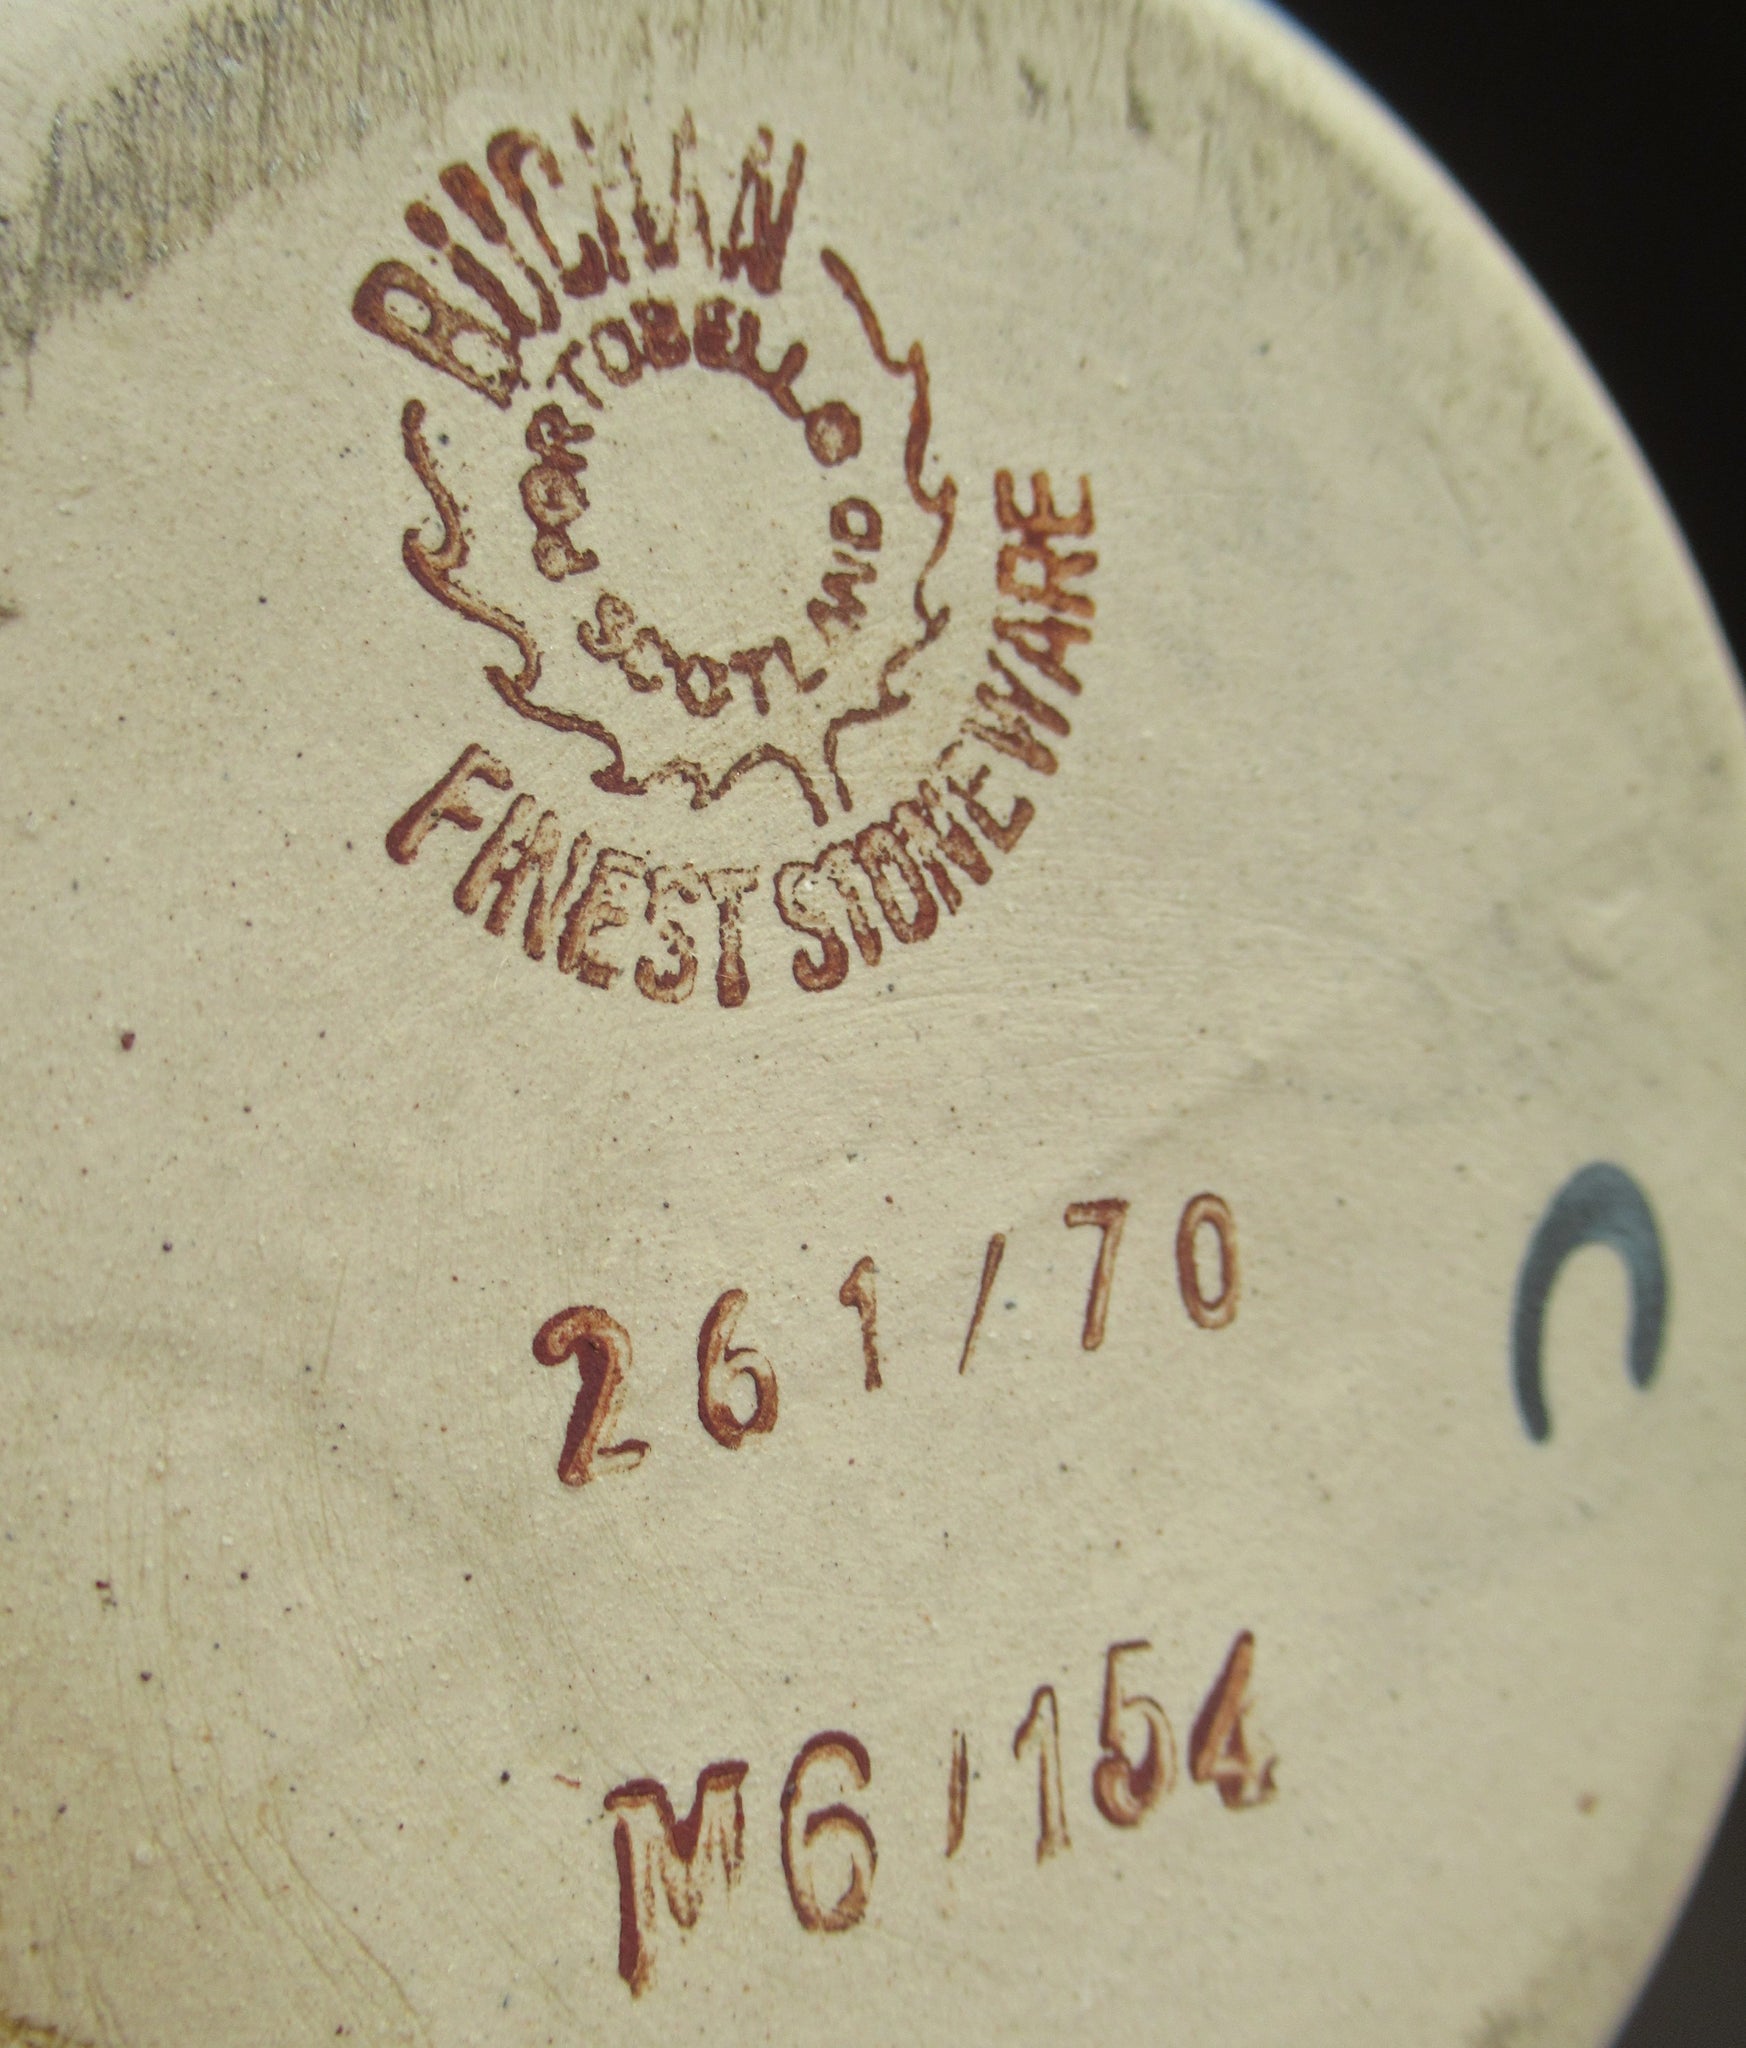 BUCHAN
PORTOBELLO
SCOTLAND
FINEST STONEWARE
261/70
M6/154